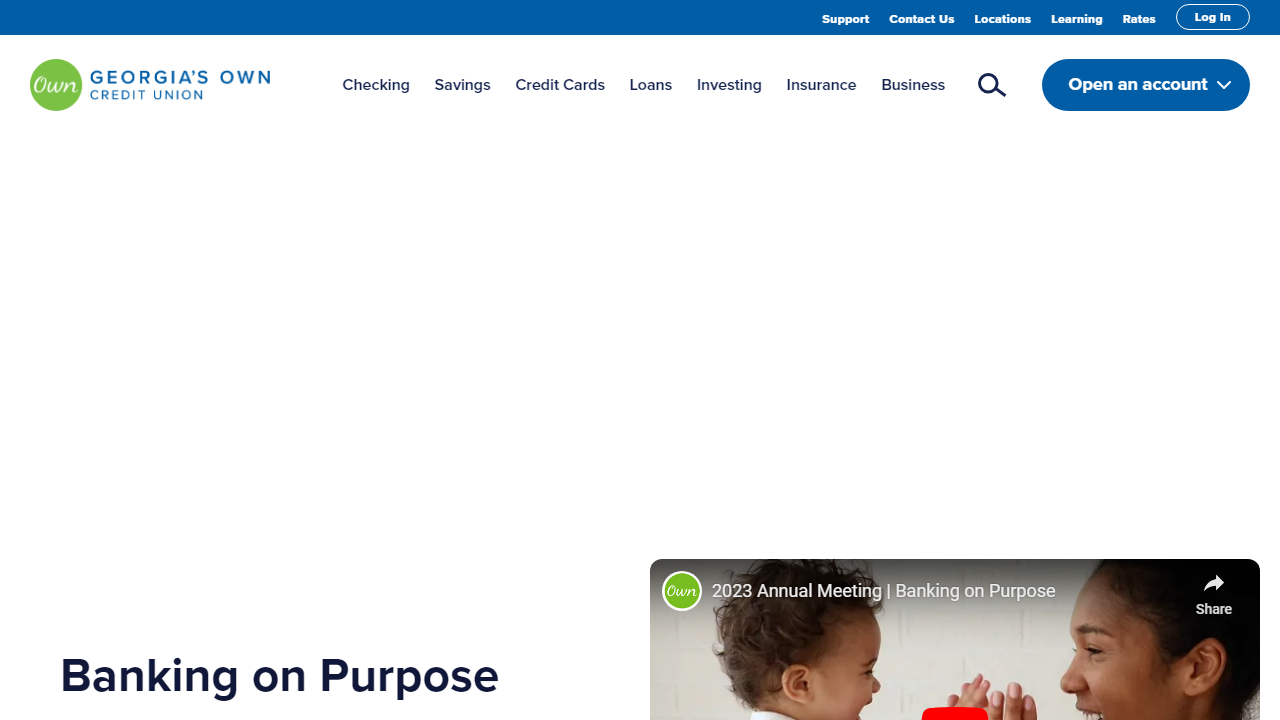 Support Contact Us Locations Learning Rates Log In
Own GEORGIA'S OWN
CREDIT UNION
Checking Savings Credit Cards Loans Investing Insurance Business Open an account
Own 2023 Annual Meeting | Banking on Purpose
Share
Banking on Purpose